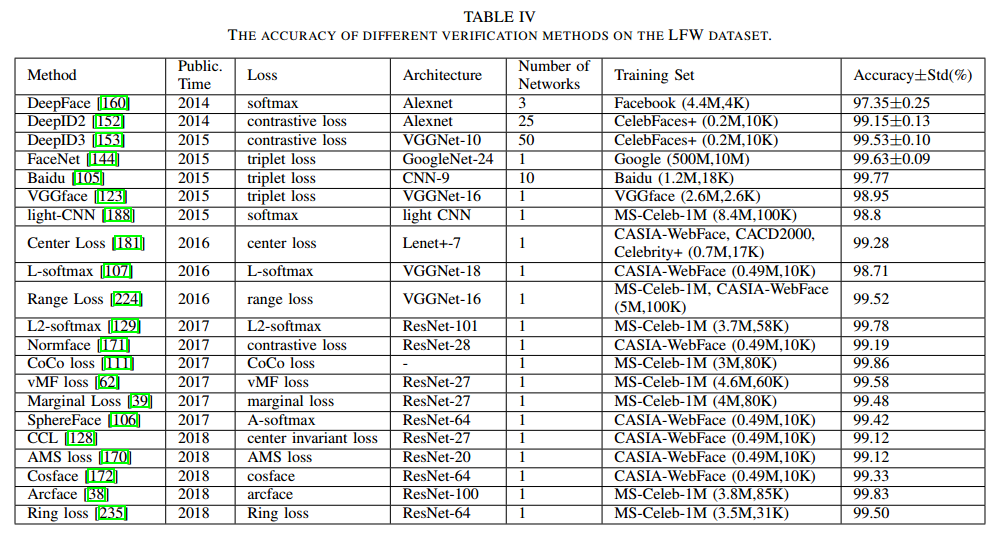 TABLE IV
THE ACCURACY OF DIFFERENT VERIFICATION METHODS ON THE LFW DATASET.
Method Public. Time Loss Architecture Number of Networks Training Set Accuracy±Std(%)
DeepFace [160] 2014 softmax Alexnet 3 Facebook (4.4M,4K) 97.35±0.25
DeepID2 [152] 2014 contrastive loss Alexnet 25 CelebFaces+ (0.2M,10K) 99.15±0.13
DeepID3 [153] 2015 contrastive loss VGGNet-10 50 CelebFaces+ (0.2M,10K) 99.53±0.10
FaceNet [144] 2015 triplet loss GoogleNet-24 1 Google (500M,10M) 99.63±0.09
Baidu [105] 2015 triplet loss CNN-9 10 Baidu (1.2M,18K) 99.77
VGGface [123] 2015 triplet loss VGGNet-16 1 VGGface (2.6M,2.6K) 98.95
light-CNN [188] 2015 softmax light CNN 1 MS-Celeb-1M (8.4M,100K) 98.8
Center Loss [181] 2016 center loss Lenet+-7 1 CASIA-WebFace, CACD2000, Celebrity+ (0.7M,17K) 99.28
L-softmax [107] 2016 L-softmax VGGNet-18 1 CASIA-WebFace (0.49M,10K) 98.71
Range Loss [224] 2016 range loss VGGNet-16 1 MS-Celeb-1M, CASIA-WebFace (5M,100K) 99.52
L2-softmax [129] 2017 L2-softmax ResNet-101 1 MS-Celeb-1M (3.7M,58K) 99.78
Normface [171] 2017 contrastive loss ResNet-28 1 CASIA-WebFace (0.49M,10K) 99.19
CoCo loss [111] 2017 CoCo loss - 1 MS-Celeb-1M (3M,80K) 99.86
vMF loss [62] 2017 vMF loss ResNet-27 1 MS-Celeb-1M (4.6M,60K) 99.58
Marginal Loss [39] 2017 marginal loss ResNet-27 1 MS-Celeb-1M (4M,80K) 99.48
SphereFace [106] 2017 A-softmax ResNet-64 1 CASIA-WebFace (0.49M,10K) 99.42
CCL [128] 2018 center invariant loss ResNet-27 1 CASIA-WebFace (0.49M,10K) 99.12
AMS loss [170] 2018 AMS loss ResNet-20 1 CASIA-WebFace (0.49M,10K) 99.12
Cosface [172] 2018 cosface ResNet-64 1 CASIA-WebFace (0.49M,10K) 99.33
Arcface [38] 2018 arcface ResNet-100 1 MS-Celeb-1M (3.8M,85K) 99.83
Ring loss [235] 2018 Ring loss ResNet-64 1 MS-Celeb-1M (3.5M,31K) 99.50